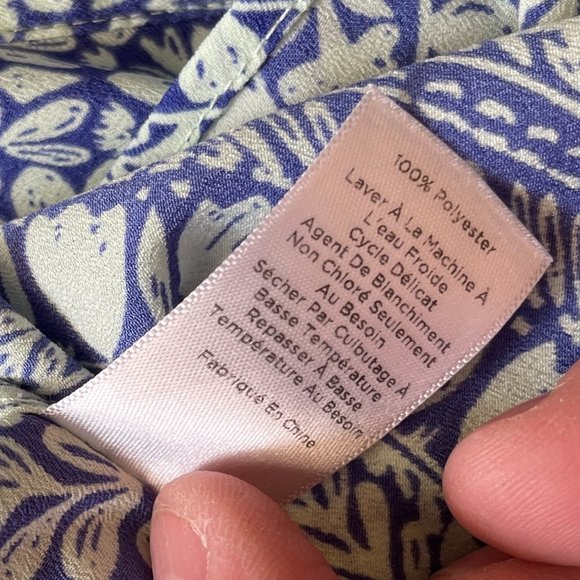 100% Polyester
Laver À La Machine À
L'eau Froide
Cycle Délicat
Agent De Blanchiment
Non Chloré Seulement
Au Besoin
Sécher Par Culbutage À
Basse Température
Repasser À Basse
Température Au Besoin
Fabriqué En Chine